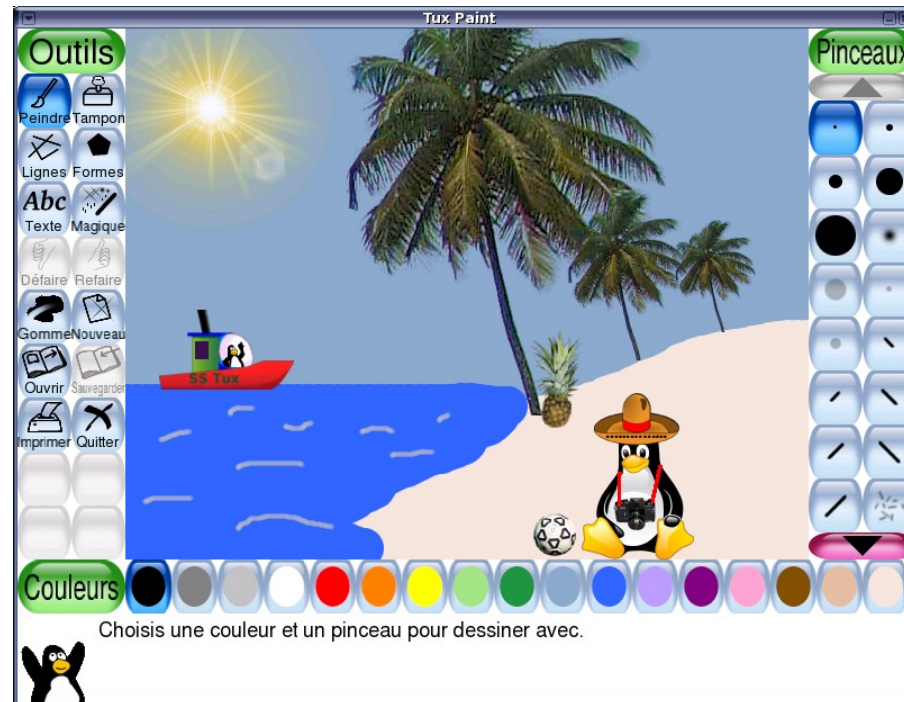 Tux Paint
Outils
Pinceaux
Peindre Tampon
Lignes Formes
Abc
Texte Magique
Défaire Refaire
Gomme Nouveau
Ouvrir Sauvegarder
Imprimer Quitter
SS Tux
Couleurs
Choisis une couleur et un pinceau pour dessiner avec.